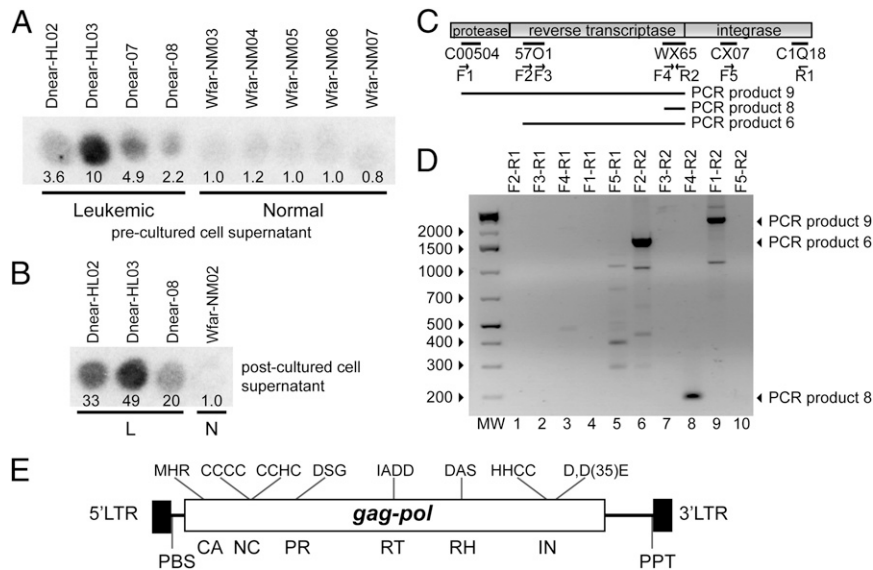 A
Dnear-HL02
Dnear-HL03
Dnear-07
Dnear-08
Wfar-NM03
Wfar-NM04
Wfar-NM05
Wfar-NM06
Wfar-NM07
3.6 10 4.9 2.2 1.0 1.2 1.0 1.0 0.8
Leukemic Normal
pre-cultured cell supernatant
B
Dnear-HL02
Dnear-HL03
Dnear-08
Wfar-NM02
post-cultured cell
supernatant
33 49 20 1.0
L N
C
protease reverse transcriptase integrase
C00504 57O1 WX65 CX07 C1Q18
F1 F2 F3 F4 R2 F5 R1
PCR product 9
PCR product 8
PCR product 6
D
F2-R1
F3-R1
F4-R1
F1-R1
F5-R1
F2-R2
F3-R2
F4-R2
F1-R2
F5-R2
2000
1500
1000
700
500
400
300
200
PCR product 9
PCR product 6
PCR product 8
MW 1 2 3 4 5 6 7 8 9 10
E
MHR CCCC CCHC DSG IADD DAS HHCC D,D(35)E
5'LTR gag-pol 3'LTR
PBS CA NC PR RT RH IN PPT